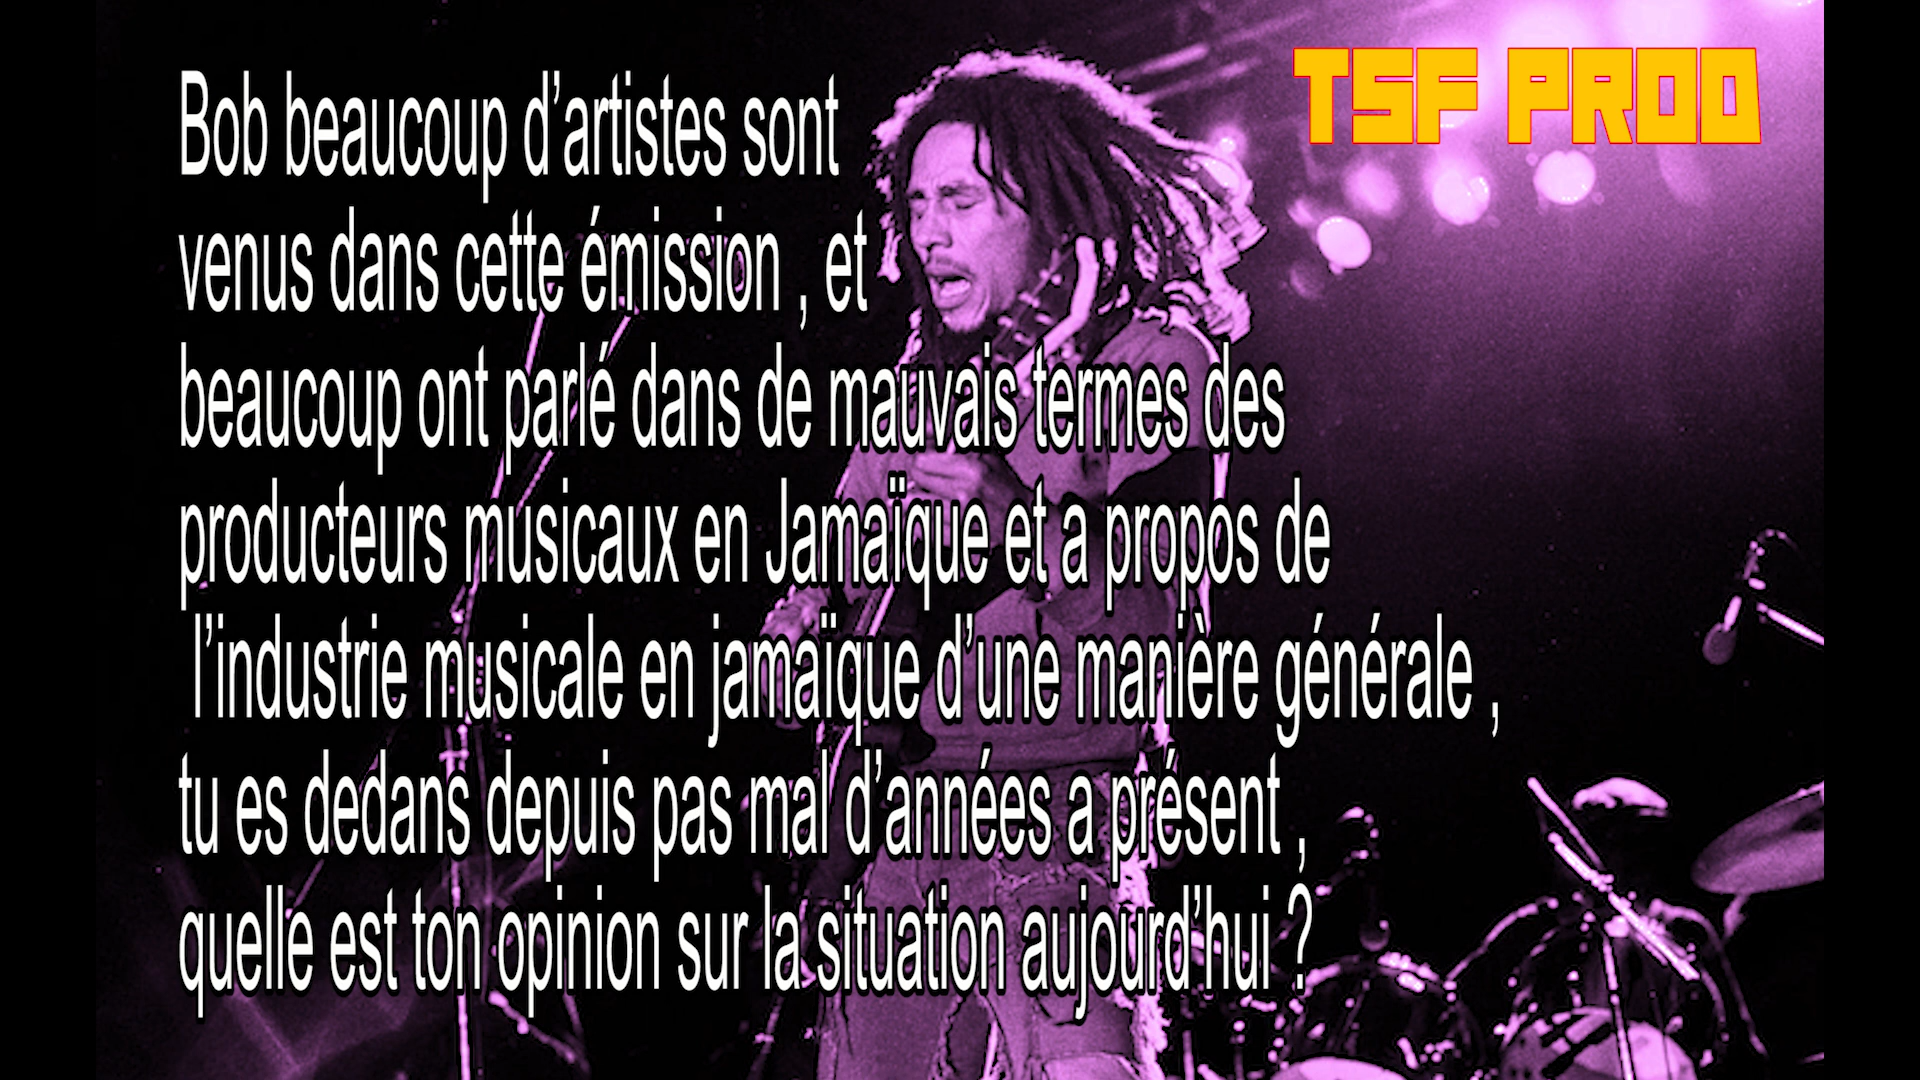 TSF PROD
Bob beaucoup d’artistes sont
venus dans cette émission , et
beaucoup ont parlé dans de mauvais termes des
producteurs musicaux en Jamaïque et a propos de
l’industrie musicale en jamaïque d’une manière générale ,
tu es dedans depuis pas mal d’années a présent ,
quelle est ton opinion sur la situation aujourd’hui ?